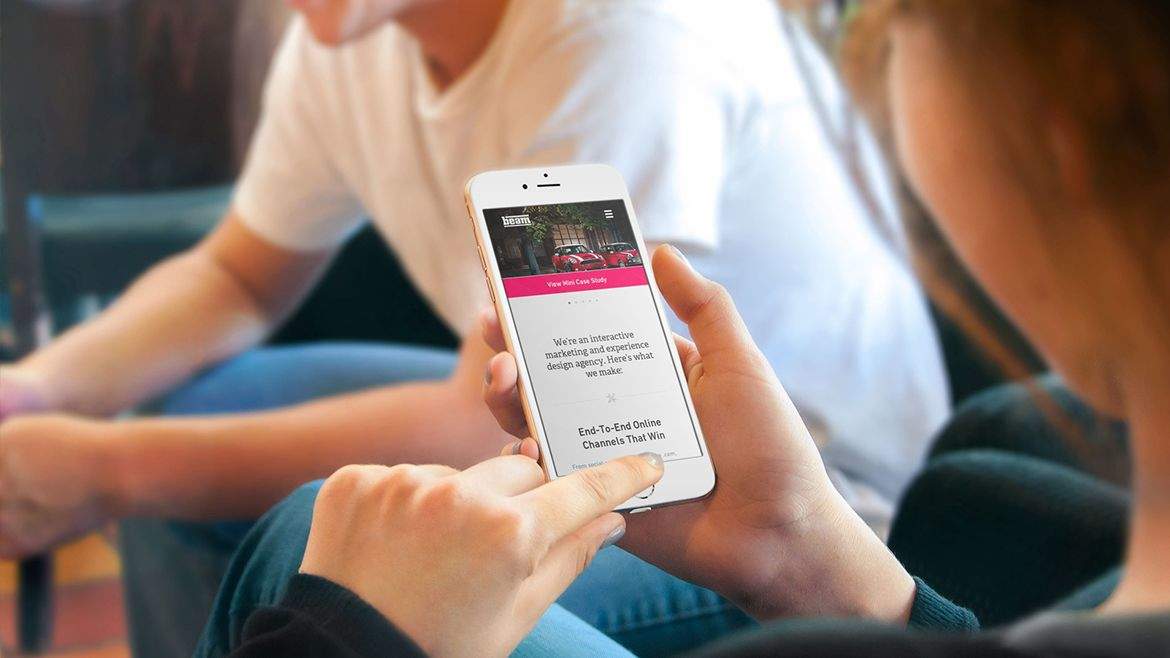 beam
View Mini Case Study
We're an interactive
marketing and experience
design agency. Here's what
we make:
End-To-End Online
Channels That Win
From social
.com,